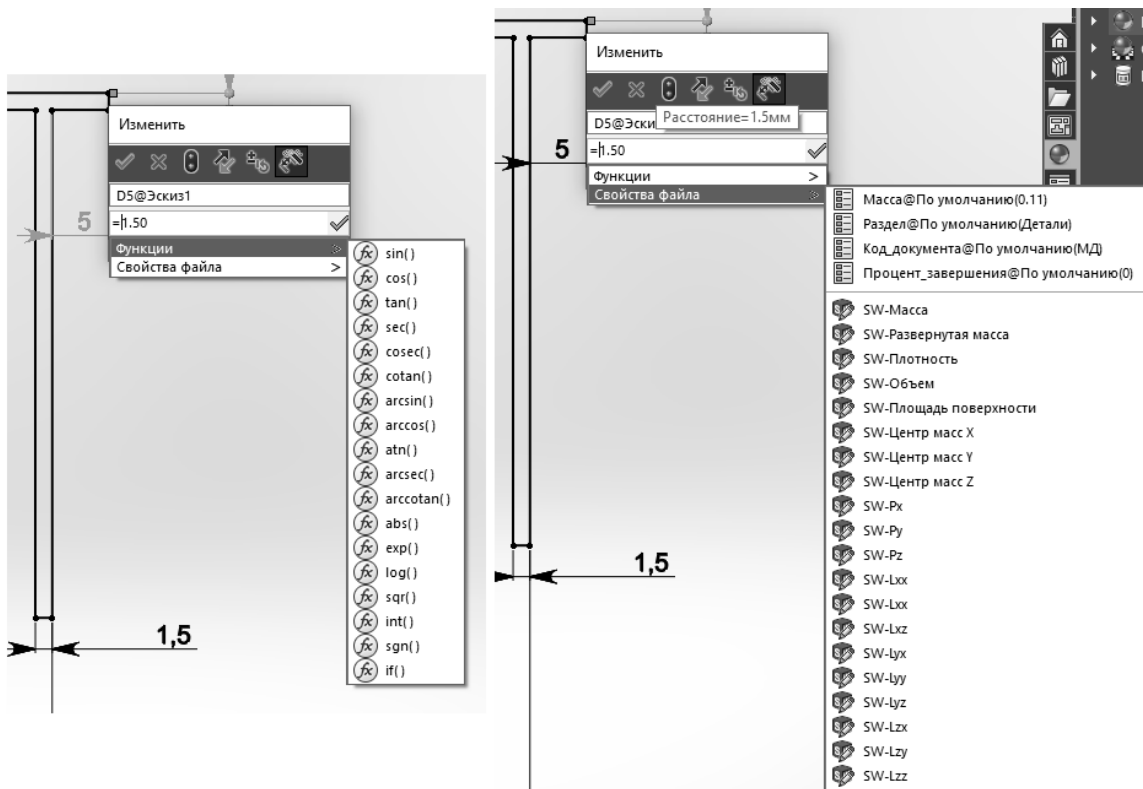 Изменить
D5@Эскиз1
=1.50
5
Функции
Свойства файла
>
sin()
cos()
tan()
sec()
cosec()
cotan()
arcsin()
arccos()
atn()
arcsec()
arccotan()
abs()
exp()
log()
sqr()
int()
sgn()
if()
1,5
Изменить
D5@Эски
Расстояние=1.5мм
5
=1.50
Функции
>
Свойства файла
Масса@По умолчанию(0.11)
Раздел@По умолчанию(Детали)
Код_документа@По умолчанию(МД)
Процент_завершения@По умолчанию(0)
SW-Масса
SW-Развернутая масса
SW-Плотность
SW-Объем
SW-Площадь поверхности
SW-Центр масс X
SW-Центр масс Y
SW-Центр масс Z
SW-Px
SW-Py
SW-Pz
SW-Lxx
SW-Lxx
SW-Lxz
SW-Lyx
SW-Lyy
SW-Lyz
SW-Lzx
SW-Lzy
SW-Lzz
1,5